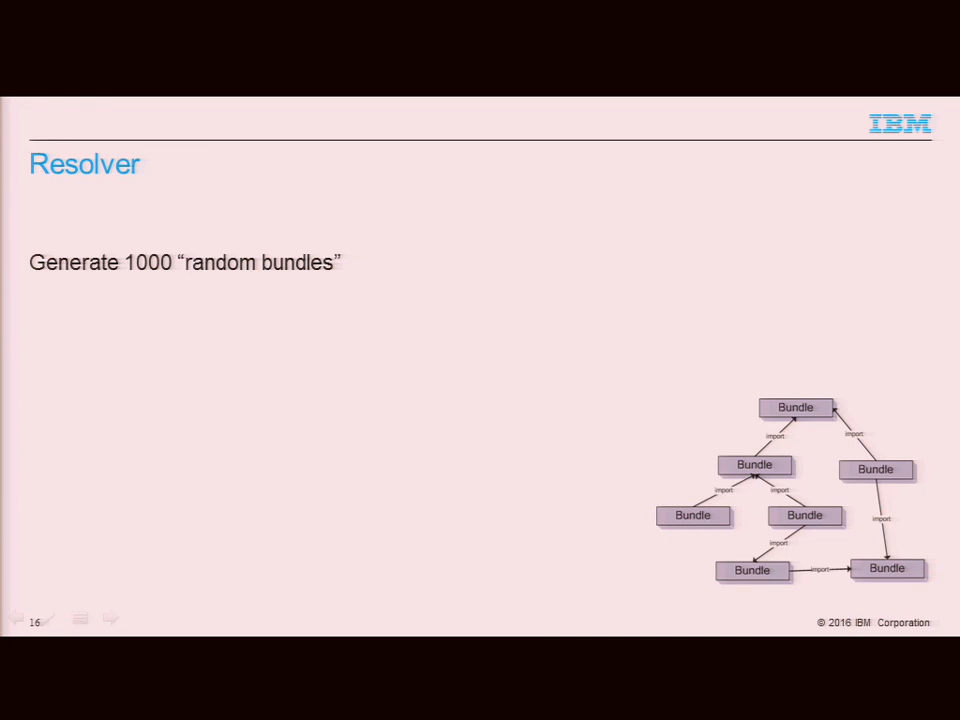 IBM
Resolver
Generate 1000 “random bundles”
Bundle
import
import
Bundle
Bundle
import
import
Bundle
Bundle
import
import
Bundle
import
Bundle
16
© 2016 IBM Corporation